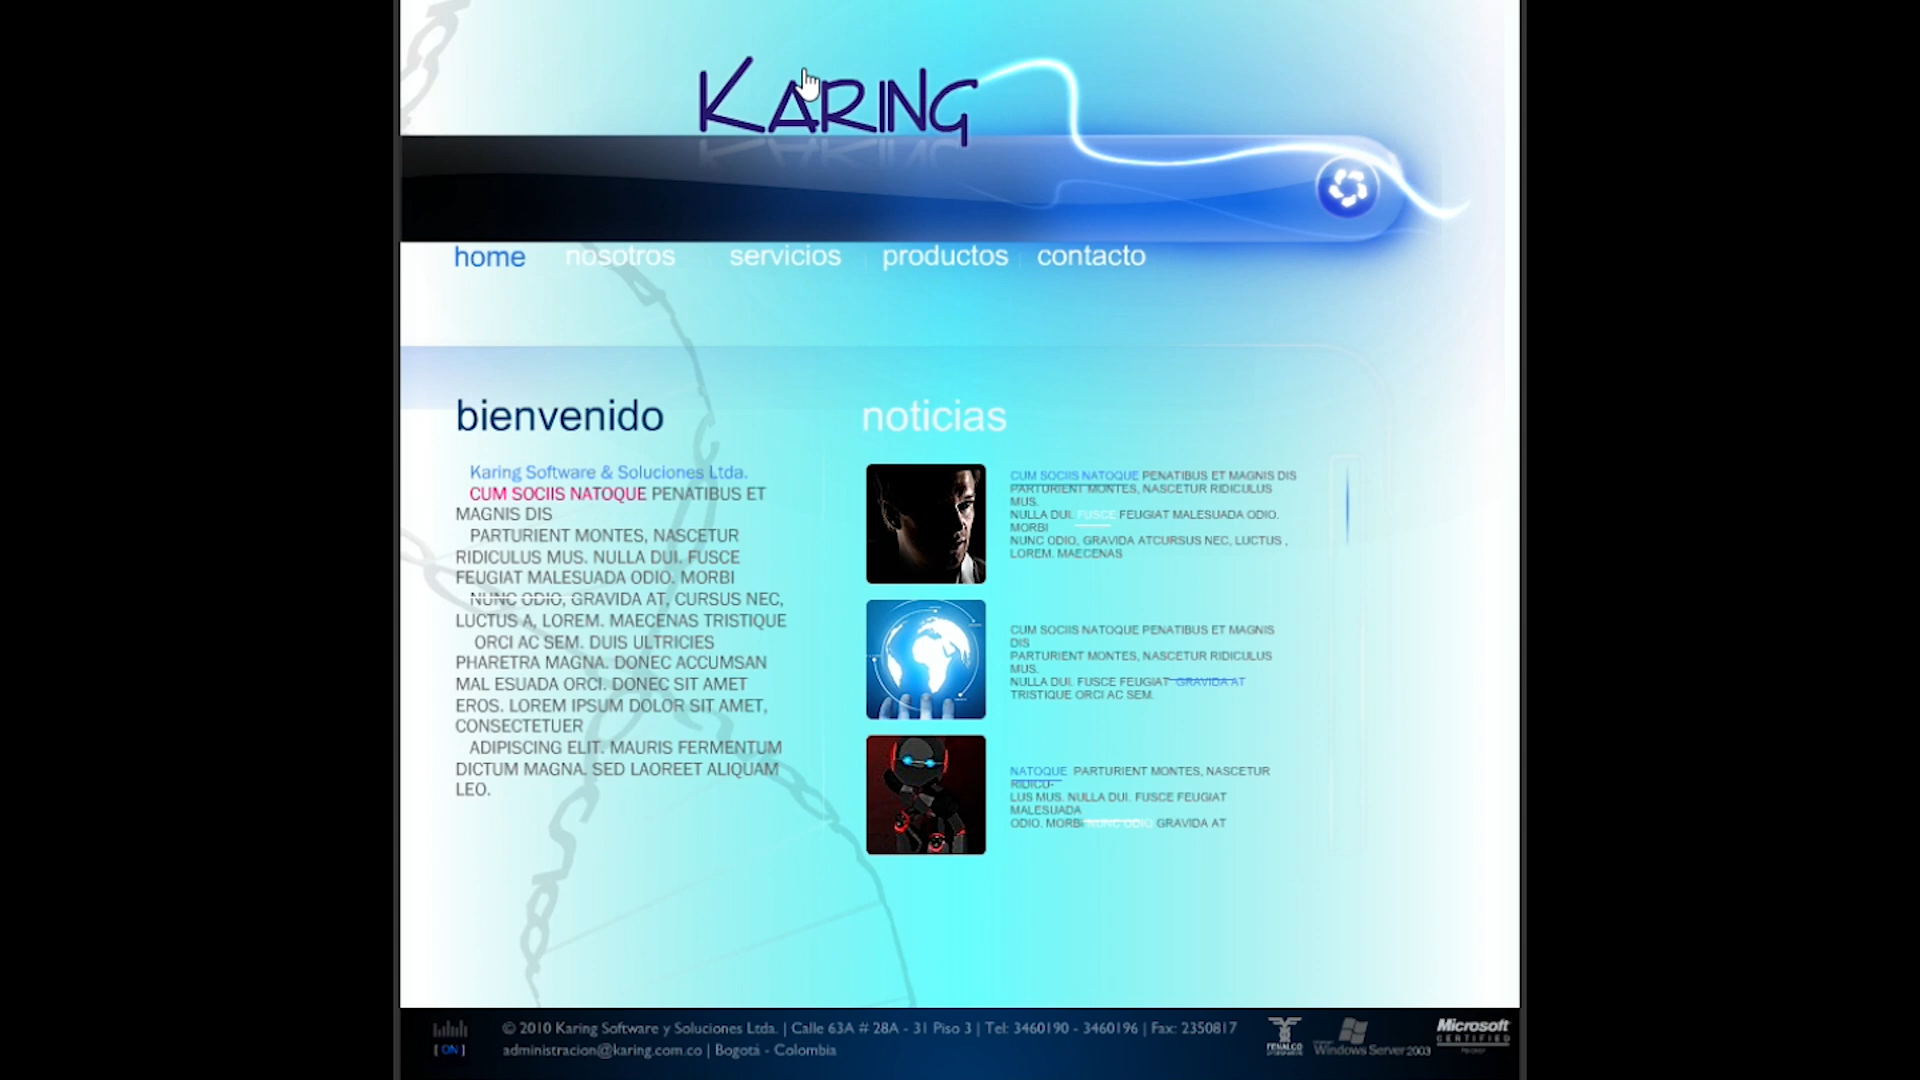 KARING
home nosotros servicios productos contacto
bienvenido
Karing Software & Soluciones Ltda.
CUM SOCIIS NATOQUE PENATIBUS ET
MAGNIS DIS
PARTURIENT MONTES, NASCETUR
RIDICULUS MUS. NULLA DUI. FUSCE
FEUGIAT MALESUADA ODIO. MORBI
NUNC ODIO, GRAVIDA AT, CURSUS NEC,
LUCTUS A, LOREM. MAECENAS TRISTIQUE
ORCI AC SEM. DUIS ULTRICIES
PHARETRA MAGNA. DONEC ACCUMSAN
MAL ESUADA ORCI. DONEC SIT AMET
EROS. LOREM IPSUM DOLOR SIT AMET,
CONSECTETUER
ADIPISCING ELIT. MAURIS FERMENTUM
DICTUM MAGNA. SED LAOREET ALIQUAM
LEO.
noticias
CUM SOCIIS NATOQUE PENATIBUS ET MAGNIS DIS
PARTURIENT MONTES, NASCETUR RIDICULUS
MUS.
NULLA DUI. FUSCE FEUGIAT MALESUADA ODIO.
MORBI
NUNC ODIO, GRAVIDA ATCURSUS NEC, LUCTUS ,
LOREM. MAECENAS
CUM SOCIIS NATOQUE PENATIBUS ET MAGNIS
DIS
PARTURIENT MONTES, NASCETUR RIDICULUS
MUS.
NULLA DUI. FUSCE FEUGIAT GRAVIDA AT
TRISTIQUE ORCI AC SEM.
NATOQUE PARTURIENT MONTES, NASCETUR
RIDICU-
LUS MUS. NULLA DUI. FUSCE FEUGIAT
MALESUADA
ODIO. MORBI NUNC ODIO GRAVIDA AT
[ ON ]
© 2010 Karing Software y Soluciones Ltda. | Calle 63A # 28A - 31 Piso 3 | Tel: 3460190 - 3460196 | Fax: 2350817
administracion@karing.com.co | Bogotá - Colombia
FENALCO
Windows Server 2003
Microsoft
CERTIFIED